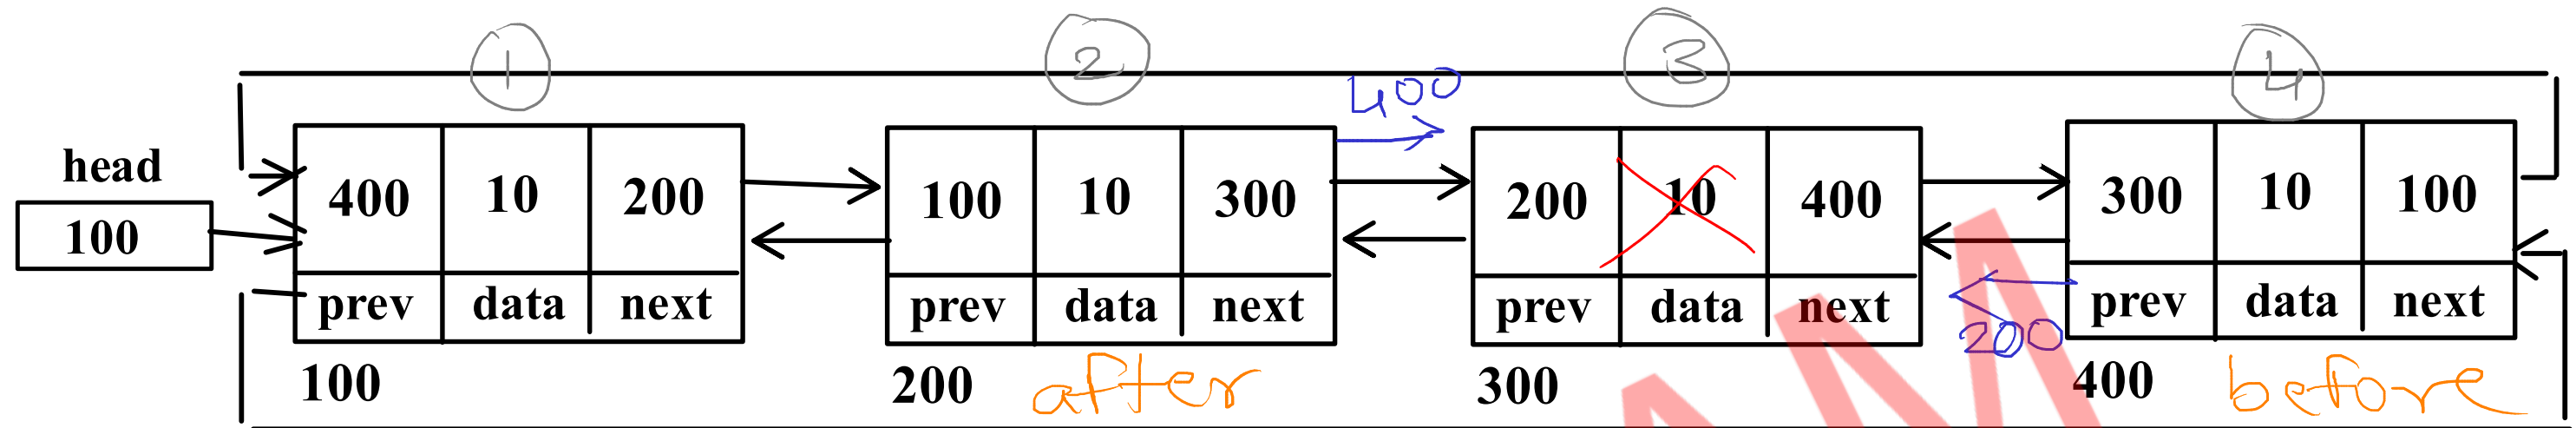 1 2 3 4
400
head
400 10 200 100 10 300 200 10 400 300 10 100
100
prev data next prev data next prev data next prev data next
200
100 200 after 300 400 before